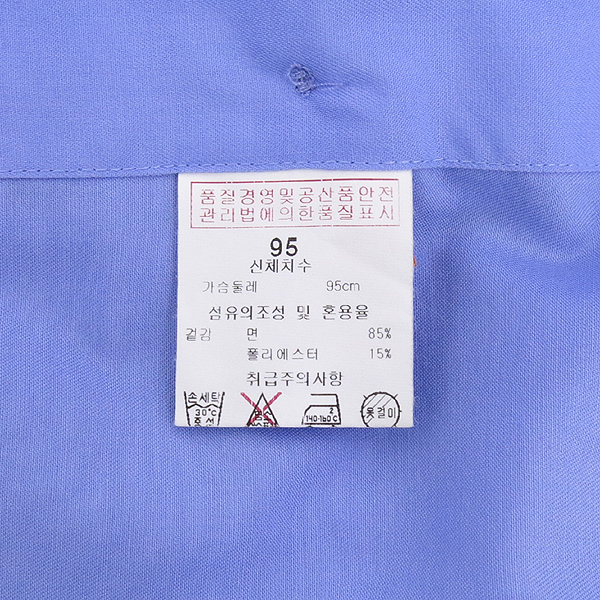 품질경영및공산품안전
관리법에의한품질표시
95
신체치수
가슴둘레 95cm
섬유의조성 및 혼용율
겉감 면 85%
폴리에스터 15%
취급주의사항
손세탁 30℃ 중성
염소
2 140-160℃
옷걸이